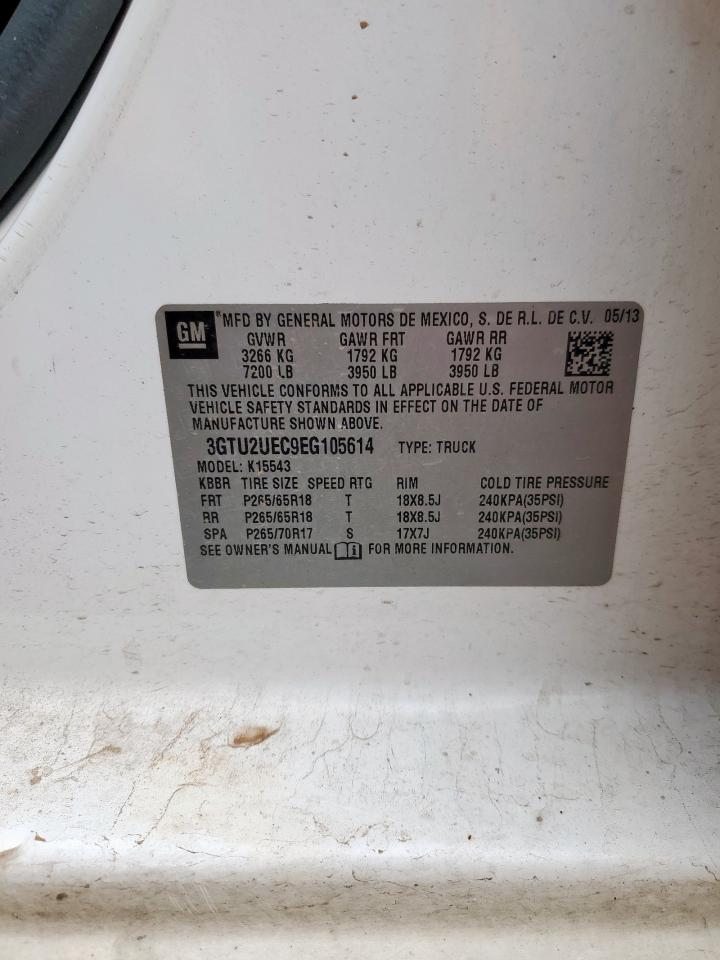 GM ® MFD BY GENERAL MOTORS DE MEXICO, S. DE R.L. DE C.V. 05/13
GVWR GAWR FRT GAWR RR
3266 KG 1792 KG 1792 KG
7200 LB 3950 LB 3950 LB
THIS VEHICLE CONFORMS TO ALL APPLICABLE U.S. FEDERAL MOTOR
VEHICLE SAFETY STANDARDS IN EFFECT ON THE DATE OF
MANUFACTURE SHOWN ABOVE.
3GTU2UEC9EG105614 TYPE: TRUCK
MODEL: K15543
KBBR TIRE SIZE SPEED RTG RIM COLD TIRE PRESSURE
FRT P265/65R18 T 18X8.5J 240KPA(35PSI)
RR P265/65R18 T 18X8.5J 240KPA(35PSI)
SPA P265/70R17 S 17X7J 240KPA(35PSI)
SEE OWNER'S MANUAL FOR MORE INFORMATION.